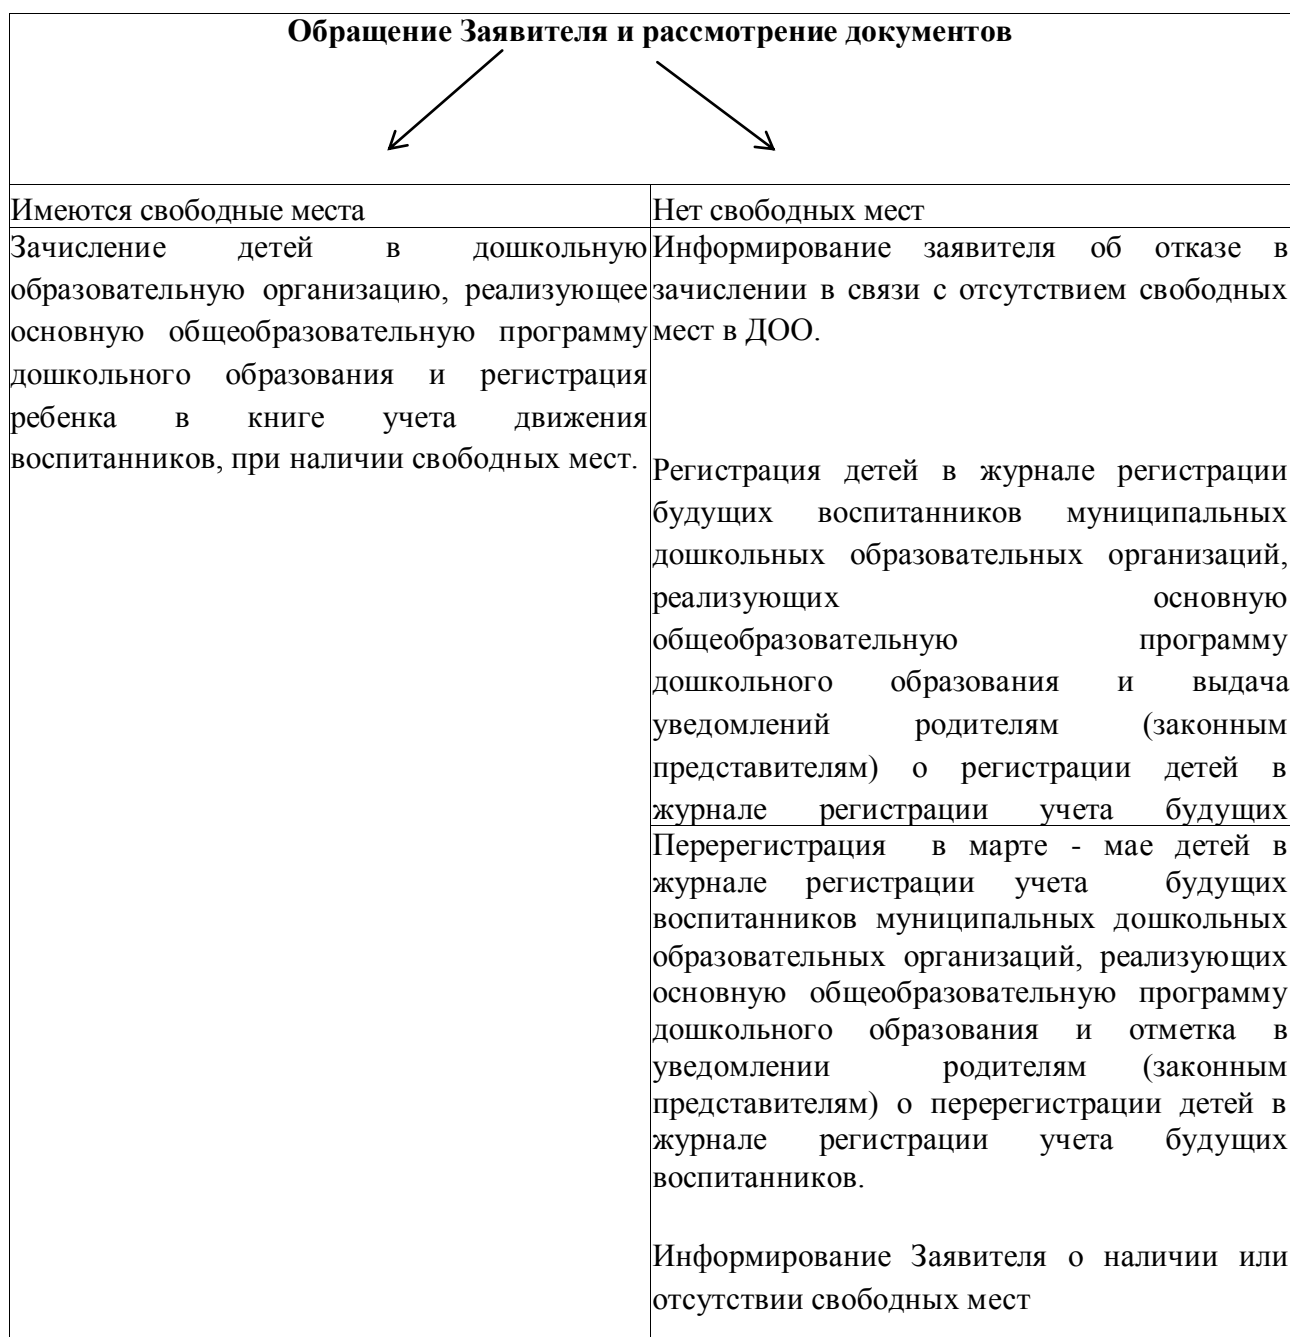 Обращение Заявителя и рассмотрение документов
Имеются свободные места
Нет свободных мест
Зачисление детей в дошкольную
образовательную организацию, реализующее
основную общеобразовательную программу
дошкольного образования и регистрация
ребенка в книге учета движения
воспитанников, при наличии свободных мест.
Информирование заявителя об отказе в
зачислении в связи с отсутствием свободных
мест в ДОО.
Регистрация детей в журнале регистрации
будущих воспитанников муниципальных
дошкольных образовательных организаций,
реализующих основную
общеобразовательную программу
дошкольного образования и выдача
уведомлений родителям (законным
представителям) о регистрации детей в
журнале регистрации учета будущих
Перерегистрация в марте - мае детей в
журнале регистрации учета будущих
воспитанников муниципальных дошкольных
образовательных организаций, реализующих
основную общеобразовательную программу
дошкольного образования и отметка в
уведомлении родителям (законным
представителям) о перерегистрации детей в
журнале регистрации учета будущих
воспитанников.
Информирование Заявителя о наличии или
отсутствии свободных мест